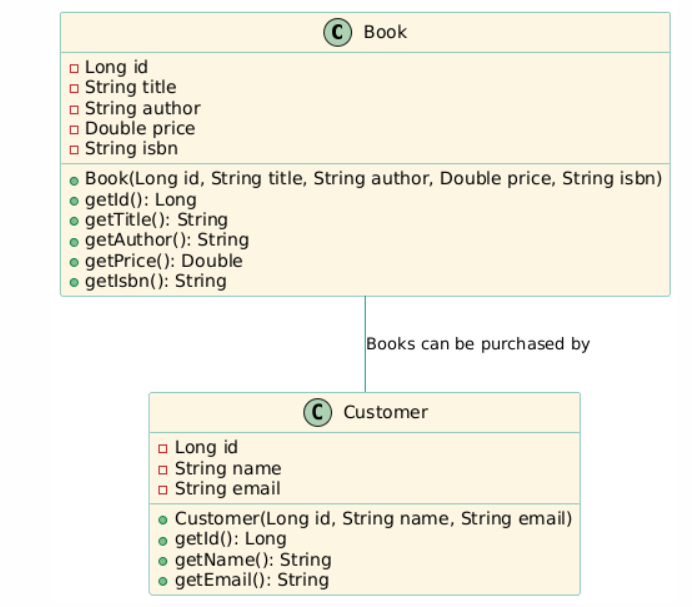 C Book
Long id
String title
String author
Double price
String isbn
Book(Long id, String title, String author, Double price, String isbn)
getId(): Long
getTitle(): String
getAuthor(): String
getPrice(): Double
getIsbn(): String
Books can be purchased by
C Customer
Long id
String name
String email
Customer(Long id, String name, String email)
getId(): Long
getName(): String
getEmail(): String